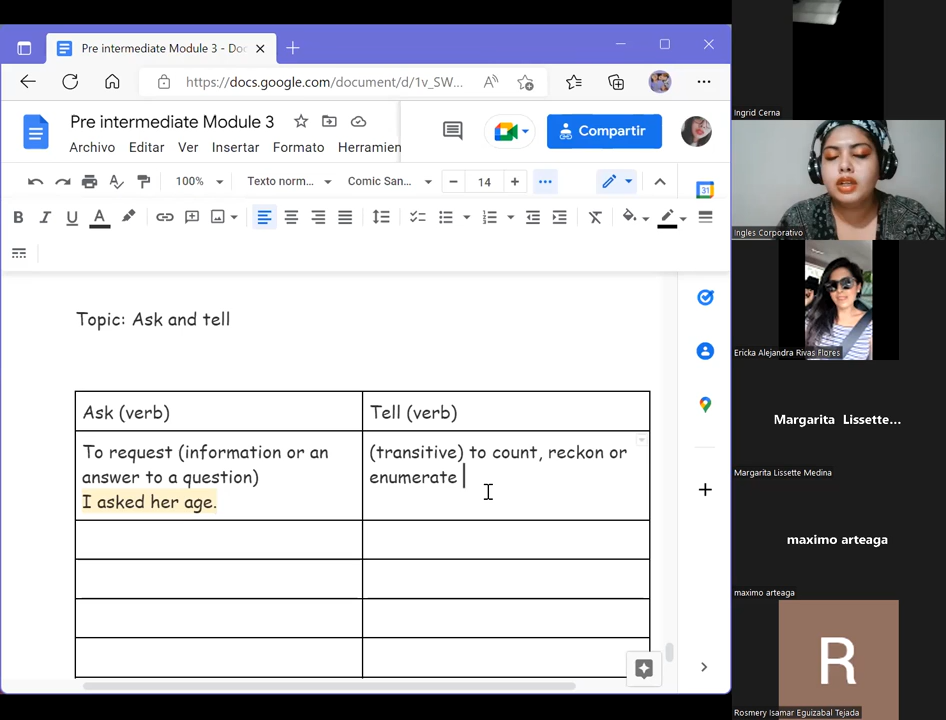 Pre intermediate Module 3 - Doc
https://docs.google.com/document/d/1v_SW...
Pre intermediate Module 3
Compartir
Archivo Editar Ver Insertar Formato Herramien
100% Texto norm... Comic San... 14
31
Topic: Ask and tell
Ask (verb) Tell (verb)
To request (information or an
answer to a question)
I asked her age.
(transitive) to count, reckon or
enumerate
Ingrid Cerna
Ingles Corporativo
Ericka Alejandra Rivas Flores
Margarita Lissette...
Margarita Lissette Medina
maximo arteaga
maximo arteaga
R
Rosmery Isamar Eguizabal Tejada